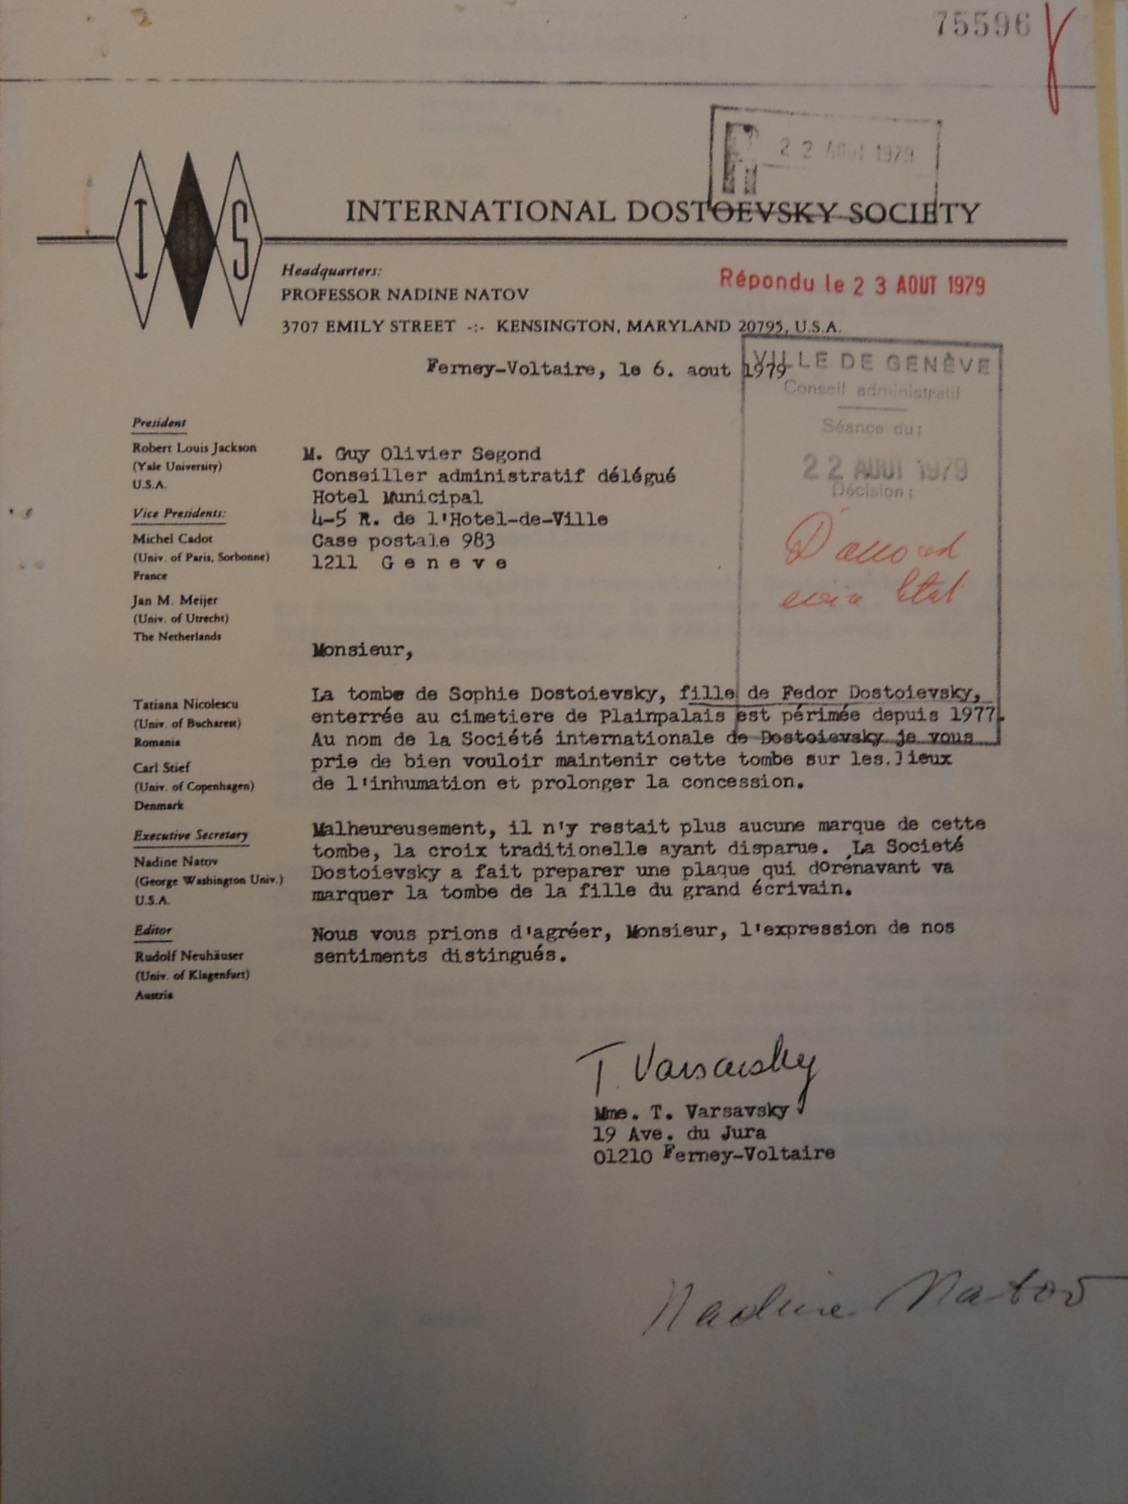 75596
R 22 AOUT 1979
I S
INTERNATIONAL DOSTOEVSKY SOCIETY
Headquarters:
PROFESSOR NADINE NATOV
3707 EMILY STREET -:- KENSINGTON, MARYLAND 20795, U.S.A.
Répondu le 23 AOUT 1979
Ferney-Voltaire, le 6. aout 1979
VILLE DE GENÈVE
Conseil administratif
Séance du:
22 AOUT 1979
Décision:
D'accord
Etat
President
Robert Louis Jackson
(Yale University)
U.S.A.
Vice Presidents:
Michel Cadot
(Univ. of Paris, Sorbonne)
France
Jan M. Meijer
(Univ. of Utrecht)
The Netherlands
Tatiana Nicolescu
(Univ. of Bucharest)
Romania
Carl Stief
(Univ. of Copenhagen)
Denmark
Executive Secretary
Nadine Natov
(George Washington Univ.)
U.S.A.
Editor
Rudolf Neuhäuser
(Univ. of Klagenfurt)
Austria
M. Guy Olivier Segond
Conseiller administratif délégué
Hotel Municipal
4-5 R. de l'Hotel-de-Ville
Case postale 983
1211 G e n e v e
Monsieur,
La tombe de Sophie Dostoievsky, fille de Fedor Dostoievsky,
enterrée au cimetiere de Plainpalais est périmée depuis 1977.
Au nom de la Société internationale de Dostoievsky je vous
prie de bien vouloir maintenir cette tombe sur les.lieux
de l'inhumation et prolonger la concession.
Malheureusement, il n'y restait plus aucune marque de cette
tombe, la croix traditionelle ayant disparue. La Societé
Dostoievsky a fait preparer une plaque qui dorénavant va
marquer la tombe de la fille du grand écrivain.
Nous vous prions d'agréer, Monsieur, l'expression de nos
sentiments distingués.
T. Varsavsky
Mme. T. Varsavsky
19 Ave. du Jura
01210 Ferney-Voltaire
Nadine Natov